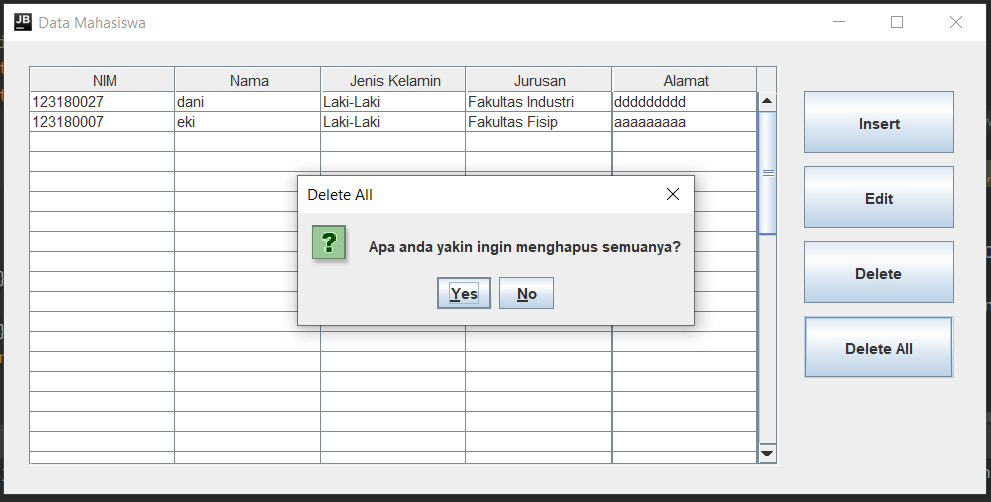 JB Data Mahasiswa
NIM Nama Jenis Kelamin Jurusan Alamat
123180027 dani Laki-Laki Fakultas Industri ddddddddd
123180007 eki Laki-Laki Fakultas Fisip aaaaaaaaa
Insert
Edit
Delete
Delete All
Delete All
?
Apa anda yakin ingin menghapus semuanya?
Yes No